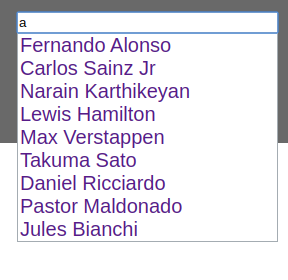 a
Fernando Alonso
Carlos Sainz Jr
Narain Karthikeyan
Lewis Hamilton
Max Verstappen
Takuma Sato
Daniel Ricciardo
Pastor Maldonado
Jules Bianchi